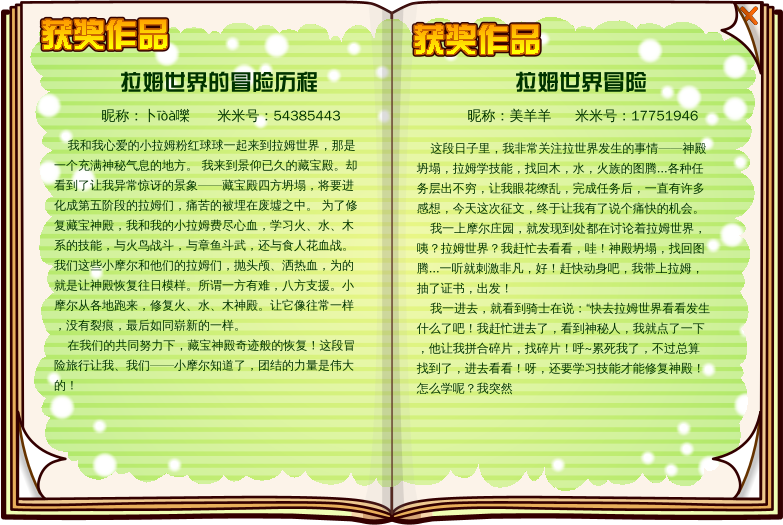 获奖作品
拉姆世界的冒险历程
昵称：卜īòà嚛 米米号：54385443
我和我心爱的小拉姆粉红球球一起来到拉姆世界，那是
一个充满神秘气息的地方。 我来到景仰已久的藏宝殿。却
看到了让我异常惊讶的景象——藏宝殿四方坍塌，将要进
化成第五阶段的拉姆们，痛苦的被埋在废墟之中。 为了修
复藏宝神殿，我和我的小拉姆费尽心血，学习火、水、木
系的技能，与火鸟战斗，与章鱼斗武，还与食人花血战。
我们这些小摩尔和他们的拉姆们，抛头颅、洒热血，为的
就是让神殿恢复往日模样。所谓一方有难，八方支援。小
摩尔从各地跑来，修复火、水、木神殿。让它像往常一样
，没有裂痕，最后如同崭新的一样。
在我们的共同努力下，藏宝神殿奇迹般的恢复！这段冒
险旅行让我、我们——小摩尔知道了，团结的力量是伟大
的！
获奖作品
拉姆世界冒险
昵称：美羊羊 米米号：17751946
这段日子里，我非常关注拉世界发生的事情——神殿
坍塌，拉姆学技能，找回木，水，火族的图腾...各种任
务层出不穷，让我眼花缭乱，完成任务后，一直有许多
感想，今天这次征文，终于让我有了说个痛快的机会。
我一上摩尔庄园，就发现到处都在讨论着拉姆世界，
咦？拉姆世界？我赶忙去看看，哇！神殿坍塌，找回图
腾...一听就刺激非凡，好！赶快动身吧，我带上拉姆，
抽了证书，出发！
我一进去，就看到骑士在说：“快去拉姆世界看看发生
什么了吧！我赶忙进去了，看到神秘人，我就点了一下
，他让我拼合碎片，找碎片！呼~累死我了，不过总算
找到了，进去看看！呀，还要学习技能才能修复神殿！
怎么学呢？我突然